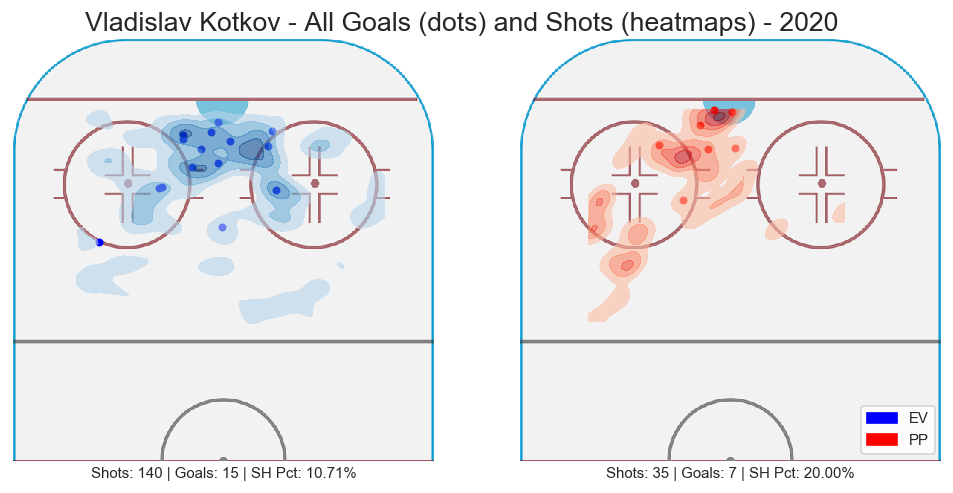 Vladislav Kotkov - All Goals (dots) and Shots (heatmaps) - 2020
EV
PP
Shots: 140 | Goals: 15 | SH Pct: 10.71%
Shots: 35 | Goals: 7 | SH Pct: 20.00%